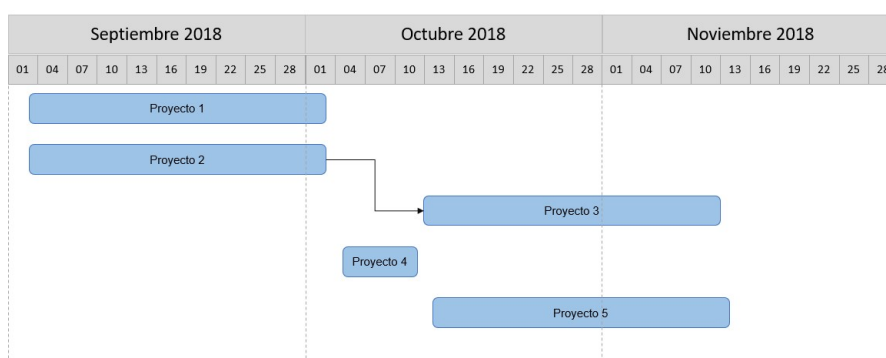 Septiembre 2018 Octubre 2018 Noviembre 2018
01 04 07 10 13 16 19 22 25 28 01 04 07 10 13 16 19 22 25 28 01 04 07 10 13 16 19 22 25 28
Proyecto 1
Proyecto 2
Proyecto 3
Proyecto 4
Proyecto 5